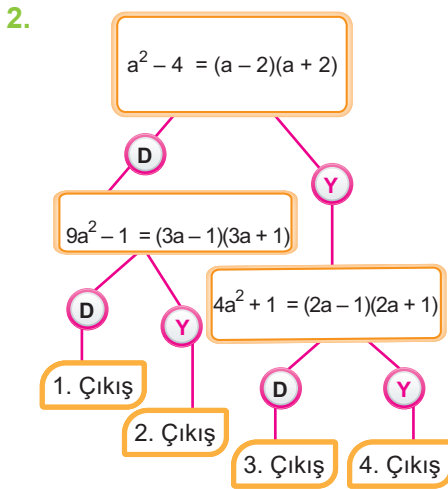 2.
a² – 4 = (a – 2)(a + 2)
D
Y
9a² – 1 = (3a – 1)(3a + 1)
4a² + 1 = (2a – 1)(2a + 1)
D
Y
D
Y
1. Çıkış
2. Çıkış
3. Çıkış
4. Çıkış